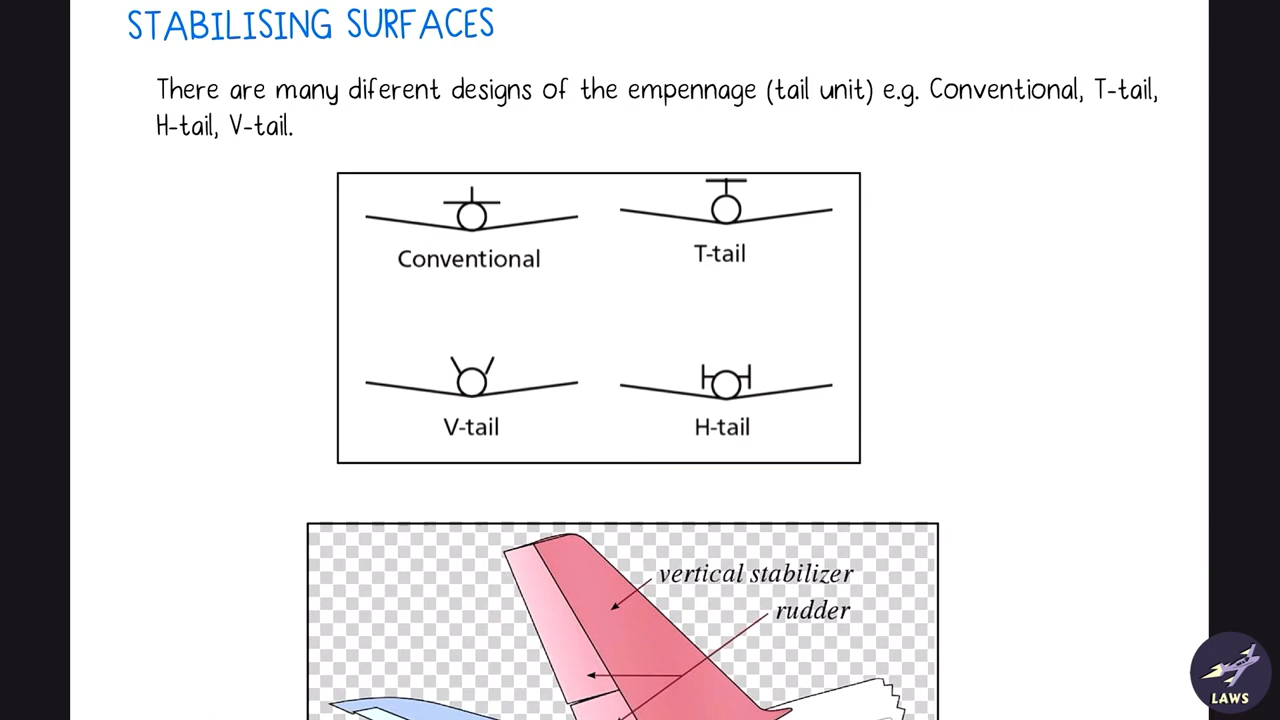 STABILISING SURFACES
There are many diferent designs of the empennage (tail unit) e.g. Conventional, T-tail,
H-tail, V-tail.
Conventional
T-tail
V-tail
H-tail
vertical stabilizer
rudder
LAWS